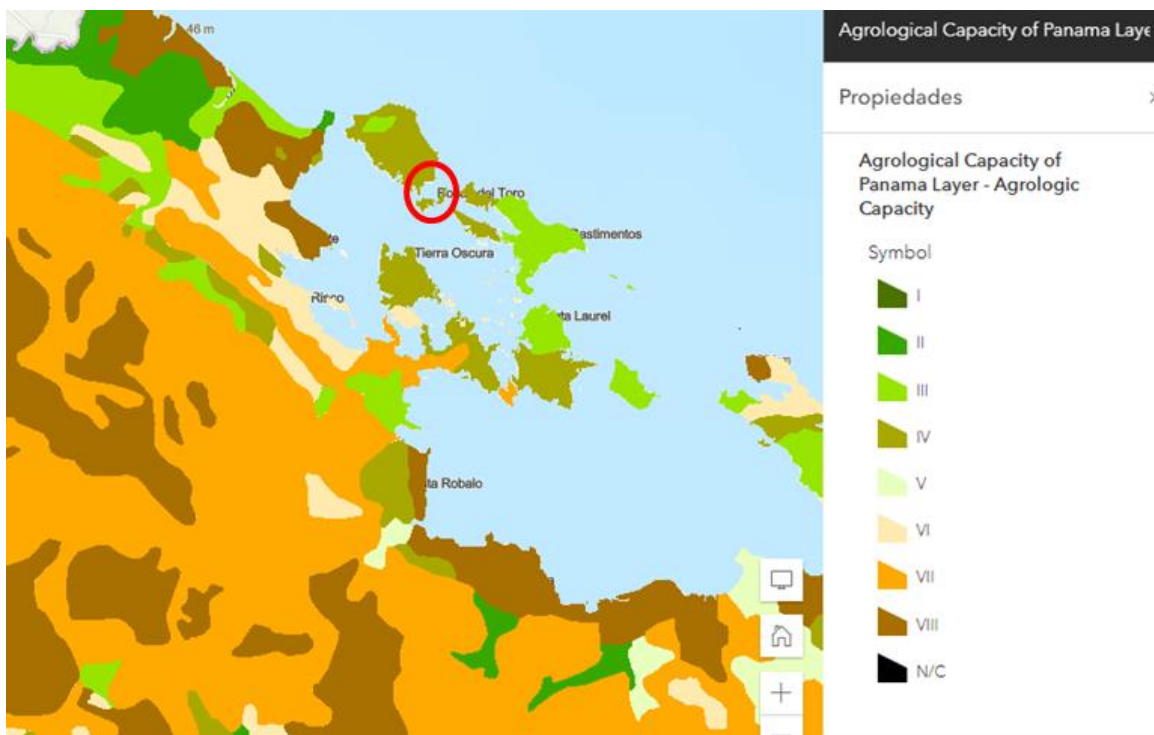 46 m
del Toro
astimentos
Tierra Oscura
ta Laurel
ta Robalo
Agrological Capacity of Panama Laye
Propiedades
Agrological Capacity of
Panama Layer - Agrologic
Capacity
Symbol
I
II
III
IV
V
VI
VII
VIII
N/C